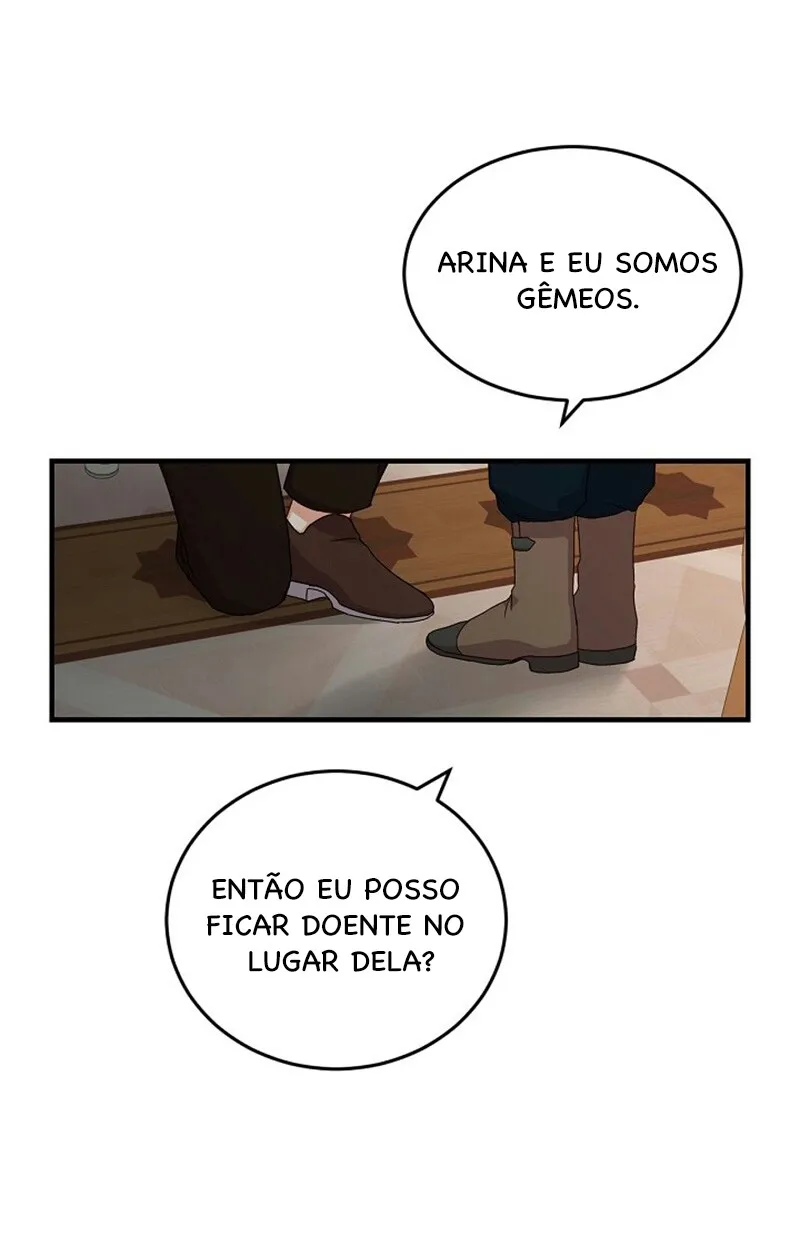 ARINA E EU SOMOS
GÊMEOS.
ENTÃO EU POSSO
FICAR DOENTE NO
LUGAR DELA?